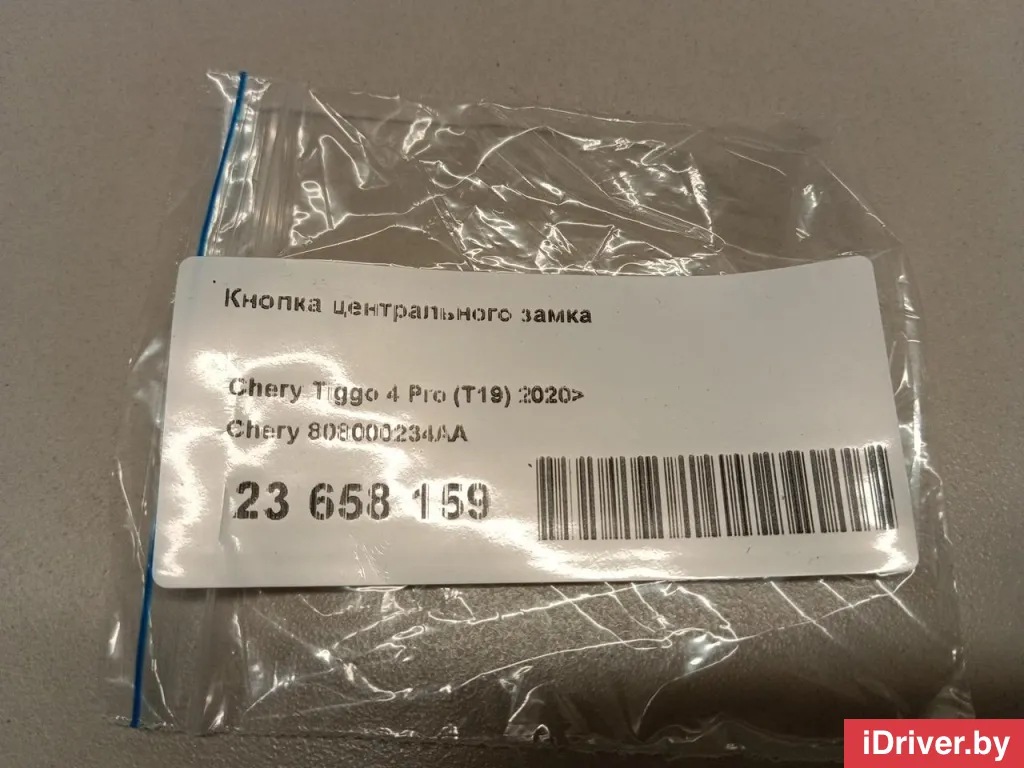 Кнопка центрального замка
Chery Tiggo 4 Pro (T19) 2020>
Chery 808000234AA
23 658 159
iDriver.by